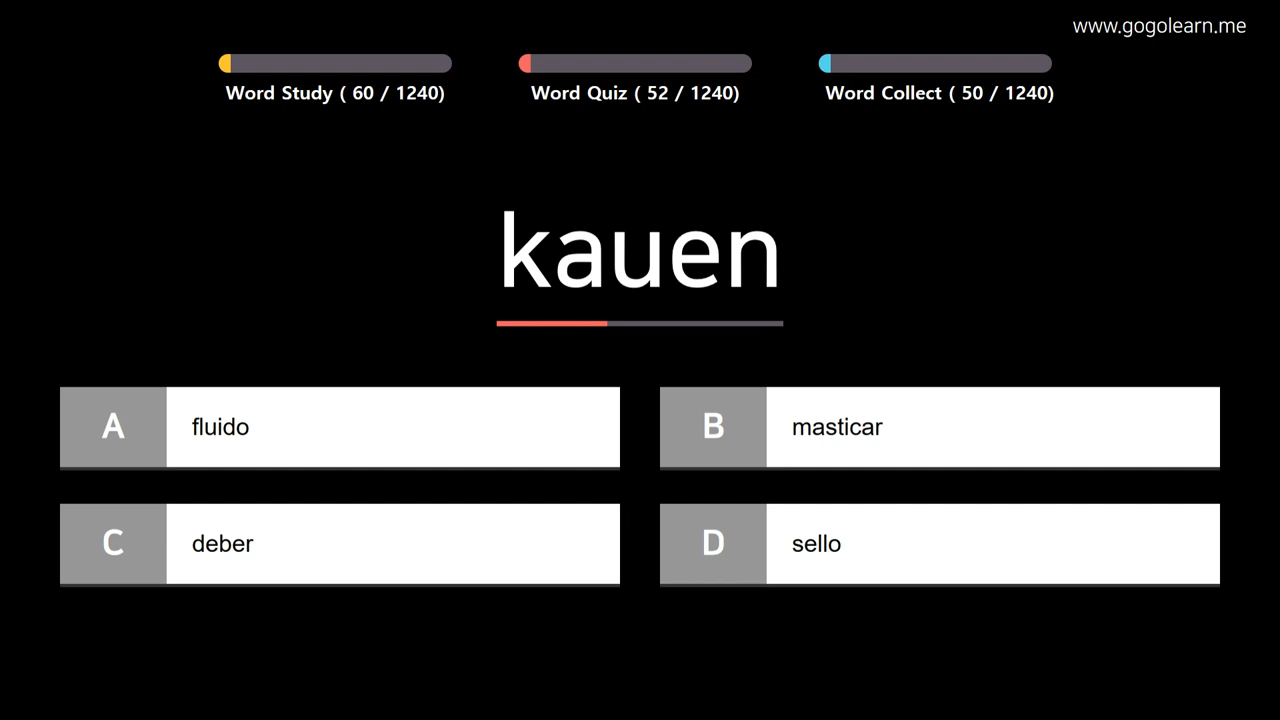 www.gogolearn.me
Word Study ( 60 / 1240)
Word Quiz ( 52 / 1240)
Word Collect ( 50 / 1240)
kauen
A
fluido
B
masticar
C
deber
D
sello